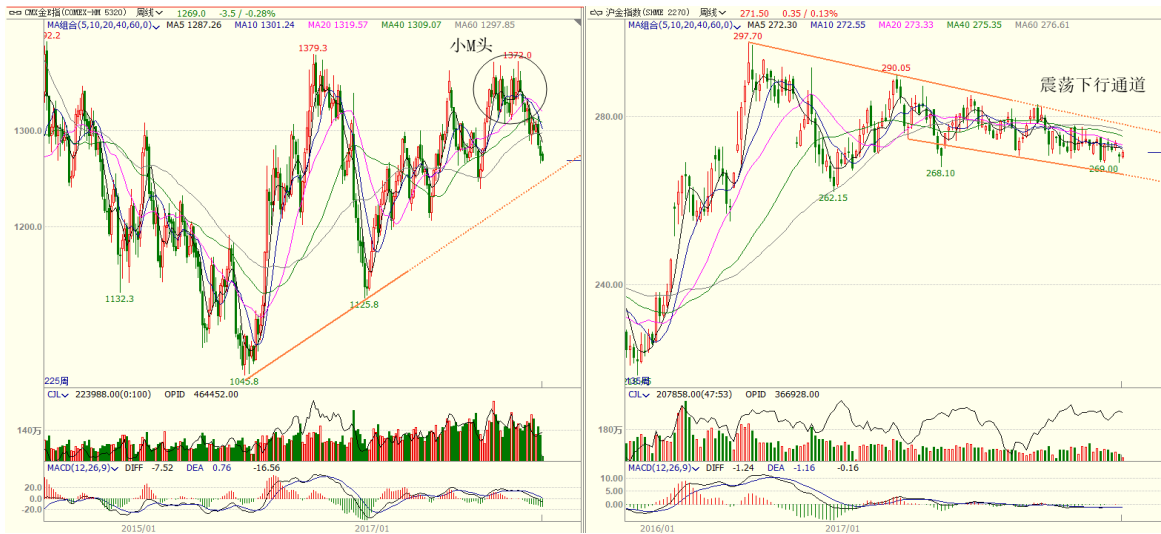 CMX金E指(COMEX-HM 5320) 周线 1269.0 -3.5 / -0.28%
MA组合(5,10,20,40,60,0) MA5 1287.26 MA10 1301.24 MA20 1319.57 MA40 1309.07 MA60 1297.85
1379.3
小M头
1372.0
1300.0
1200.0
1132.3
1125.8
1045.8
225周
CJL 223988.00(0:100) OPID 464452.00
140万
MACD(12,26,9) DIFF -7.52 DEA 0.76 -16.56
20.0
0.0
-20.0
2015/01
2017/01
沪金指数(SHME 2270) 周线 271.50 0.35 / 0.13%
MA组合(5,10,20,40,60,0) MA5 272.30 MA10 272.55 MA20 273.33 MA40 275.35 MA60 276.61
297.70
290.05
震荡下行通道
280.00
268.10
269.00
262.15
240.00
CJL 207858.00(47:53) OPID 366928.00
180万
MACD(12,26,9) DIFF -1.24 DEA -1.16 -0.16
10.00
5.00
0.00
2016/01
2017/01